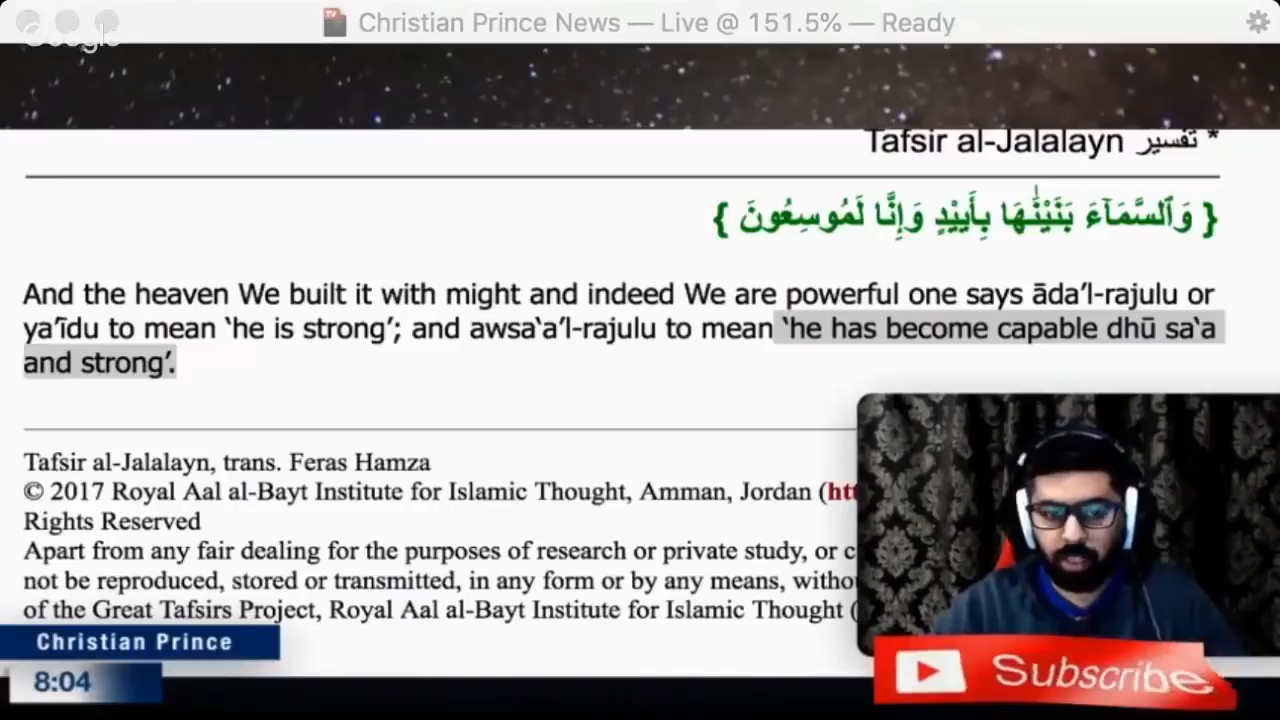 Christian Prince News — Live @ 151.5% — Ready
Google
Tafsir al-Jalalayn تفسير *
﴿ وَٱلسَّمَآءَ بَنَيْنَٰهَا بِأَييْدٍ وَإِنَّا لَمُوسِعُونَ ﴾
And the heaven We built it with might and indeed We are powerful one says āda’l-rajulu or
ya’īdu to mean ‘he is strong’; and awsa‘a’l-rajulu to mean ‘he has become capable dhū sa‘a
and strong’.
Tafsir al-Jalalayn, trans. Feras Hamza
© 2017 Royal Aal al-Bayt Institute for Islamic Thought, Amman, Jordan (
Rights Reserved
Apart from any fair dealing for the purposes of research or private study, or
not be reproduced, stored or transmitted, in any form or by any means,
of the Great Tafsirs Project, Royal Aal al-Bayt Institute for Islamic Thought (
Christian Prince
8:04
Subscribe